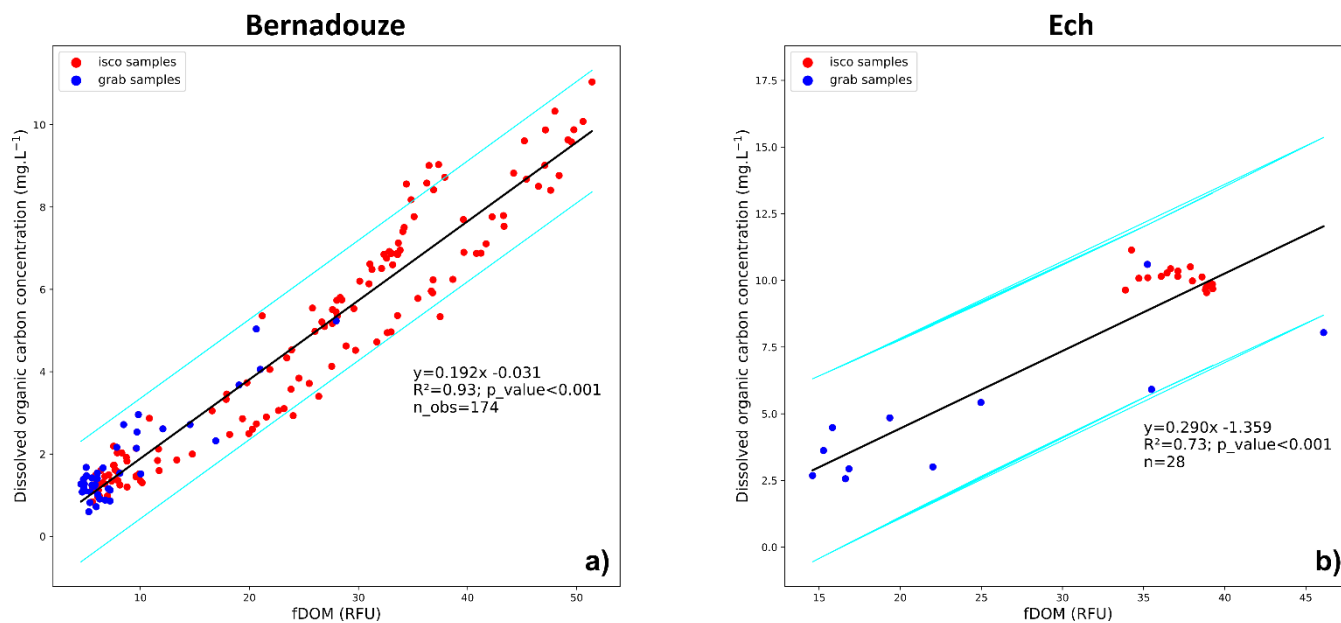 Bernadouze
isco samples
grab samples
Dissolved organic carbon concentration (mg.L⁻¹)
10
8
6
4
2
0
y=0.192x -0.031
R²=0.93; p_value<0.001
n_obs=174
a)
10
20
30
40
50
fDOM (RFU)
Ech
isco samples
grab samples
Dissolved organic carbon concentration (mg.L⁻¹)
17.5
15.0
12.5
10.0
7.5
5.0
2.5
0.0
y=0.290x -1.359
R²=0.73; p_value<0.001
n=28
b)
15
20
25
30
35
40
45
fDOM (RFU)